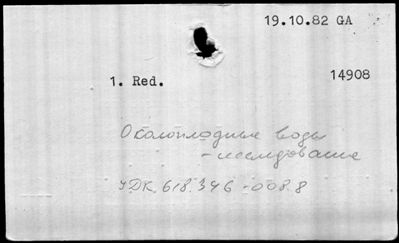 19.10.82 GA
1. Red. 14908
Околоплодные воды
- исследование
УДК 618.346-008.8